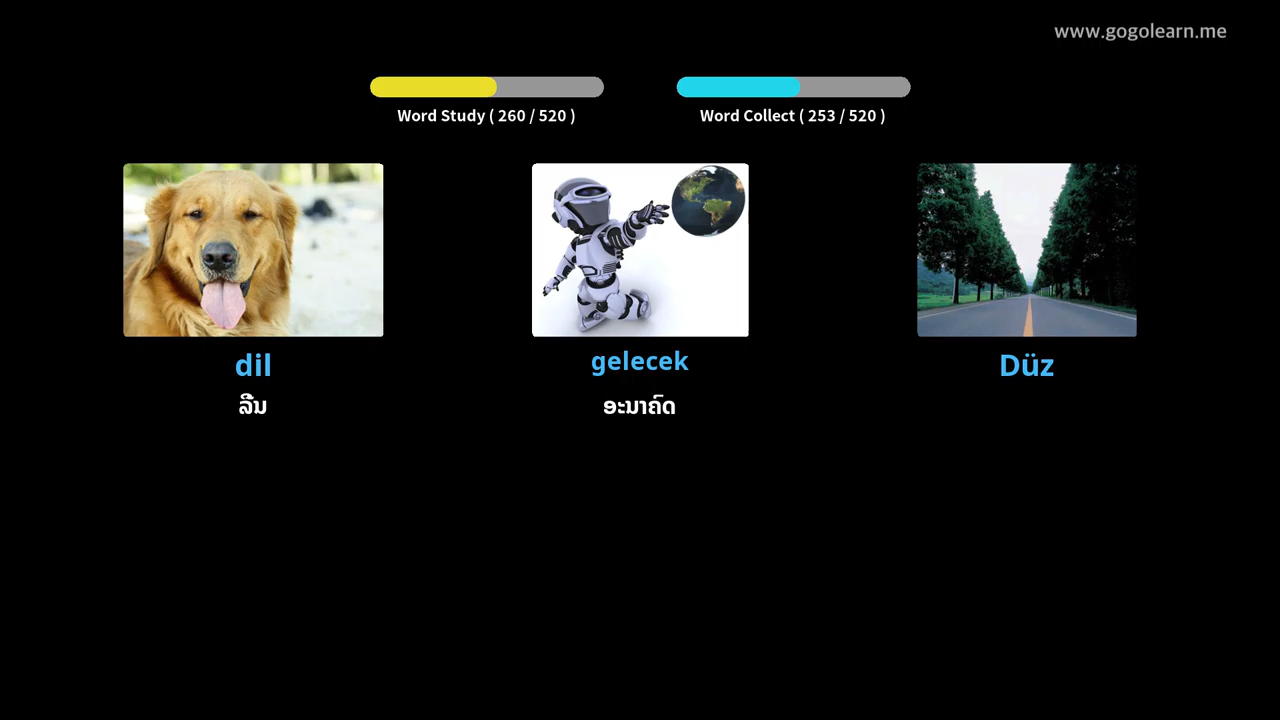 www.gogolearn.me
Word Study ( 260 / 520 )
Word Collect ( 253 / 520 )
dil
gelecek
Düz
ລີ້ນ
ອະນາຄົດ